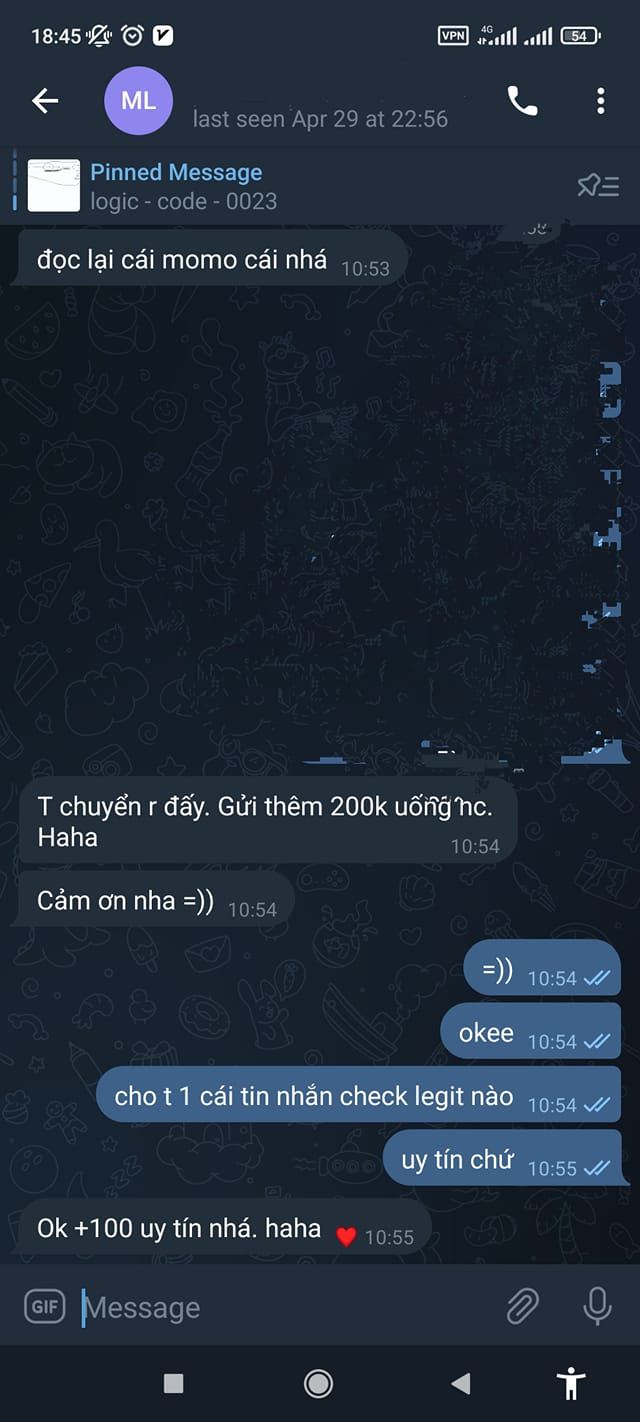 18:45
VPN 4G 54
ML
last seen Apr 29 at 22:56
Pinned Message
logic - code - 0023
đọc lại cái momo cái nhá 10:53
T chuyển r đấy. Gửi thêm 200k uống nc.
Haha
10:54
Cảm ơn nha =)) 10:54
=)) 10:54
okee 10:54
cho t 1 cái tin nhắn check legit nào 10:54
uy tín chứ 10:55
Ok +100 uy tín nhá. haha ❤️ 10:55
GIF Message